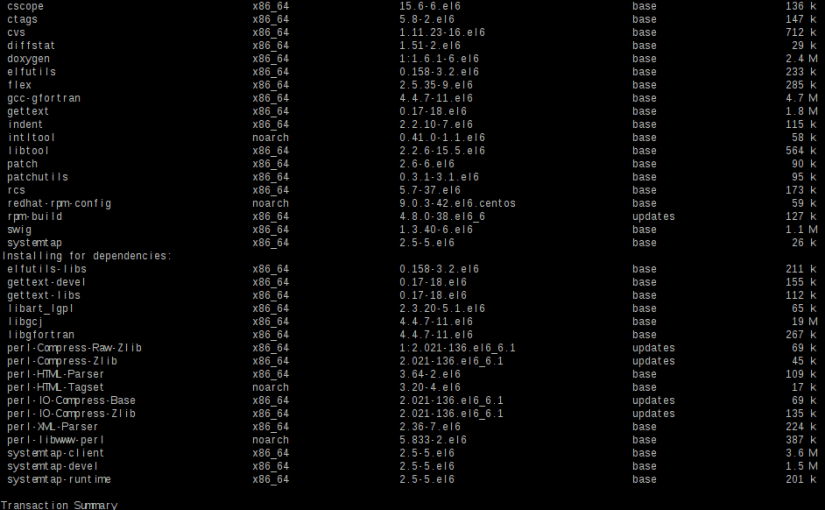 cscope x86_64 15.6-6.el6 base 136 k
ctags x86_64 5.8-2.el6 base 147 k
cvs x86_64 1.11.23-16.el6 base 712 k
diffstat x86_64 1.51-2.el6 base 29 k
doxygen x86_64 1:1.6.1-6.el6 base 2.4 M
elfutils x86_64 0.158-3.2.el6 base 233 k
flex x86_64 2.5.35-9.el6 base 285 k
gcc-gfortran x86_64 4.4.7-11.el6 base 4.7 M
gettext x86_64 0.17-18.el6 base 1.8 M
indent x86_64 2.2.10-7.el6 base 115 k
intltool noarch 0.41.0-1.1.el6 base 58 k
libtool x86_64 2.2.6-15.5.el6 base 564 k
patch x86_64 2.6-6.el6 base 90 k
patchutils x86_64 0.3.1-3.1.el6 base 95 k
rcs x86_64 5.7-37.el6 base 173 k
redhat-rpm-config noarch 9.0.3-42.el6.centos base 59 k
rpm-build x86_64 4.8.0-38.el6_6 updates 127 k
swig x86_64 1.3.40-6.el6 base 1.1 M
systemtap x86_64 2.5-5.el6 base 26 k
Installing for dependencies:
elfutils-libs x86_64 0.158-3.2.el6 base 211 k
gettext-devel x86_64 0.17-18.el6 base 155 k
gettext-libs x86_64 0.17-18.el6 base 112 k
libart_lgpl x86_64 2.3.20-5.1.el6 base 65 k
libgcj x86_64 4.4.7-11.el6 base 19 M
libgfortran x86_64 4.4.7-11.el6 base 267 k
perl-Compress-Raw-Zlib x86_64 1:2.021-136.el6_6.1 updates 69 k
perl-Compress-Zlib x86_64 2.021-136.el6_6.1 updates 45 k
perl-HTML-Parser x86_64 3.64-2.el6 base 109 k
perl-HTML-Tagset noarch 3.20-4.el6 base 17 k
perl-IO-Compress-Base x86_64 2.021-136.el6_6.1 updates 69 k
perl-IO-Compress-Zlib x86_64 2.021-136.el6_6.1 updates 135 k
perl-XML-Parser x86_64 2.36-7.el6 base 224 k
perl-libwww-perl noarch 5.833-2.el6 base 387 k
systemtap-client x86_64 2.5-5.el6 base 3.6 M
systemtap-devel x86_64 2.5-5.el6 base 1.5 M
systemtap-runtime x86_64 2.5-5.el6 base 201 k
Transaction Summary